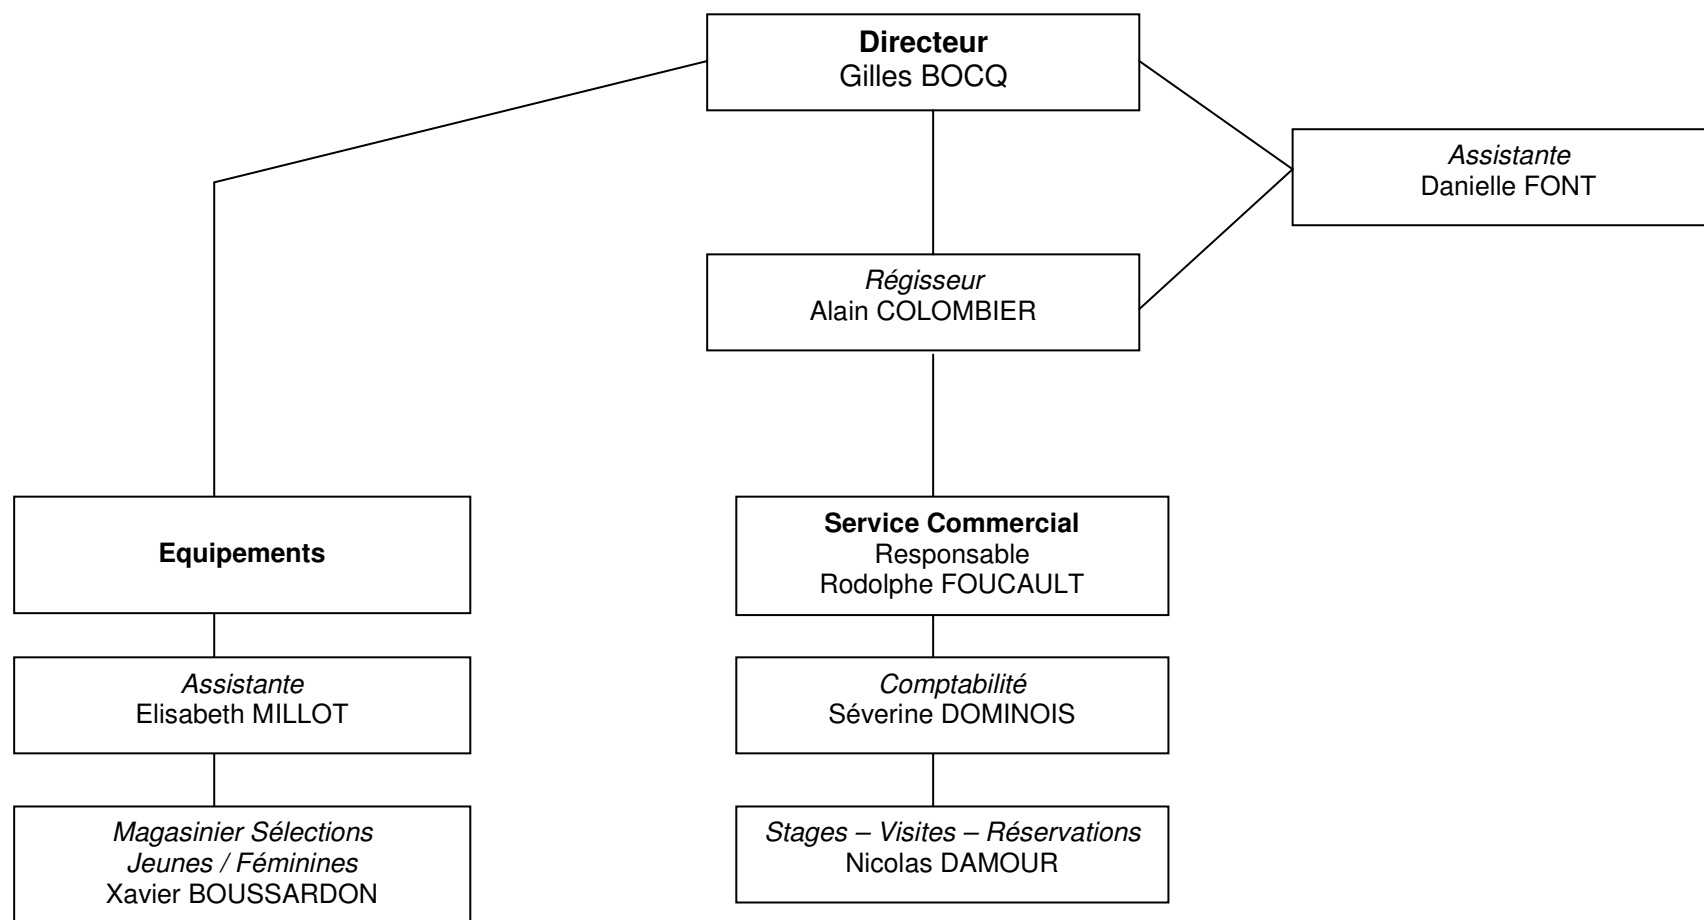 Directeur
Gilles BOCQ
Assistante
Danielle FONT
Régisseur
Alain COLOMBIER
Equipements
Service Commercial
Responsable
Rodolphe FOUCAULT
Assistante
Elisabeth MILLOT
Comptabilité
Séverine DOMINOIS
Magasinier Sélections
Jeunes / Féminines
Xavier BOUSSARDON
Stages – Visites – Réservations
Nicolas DAMOUR